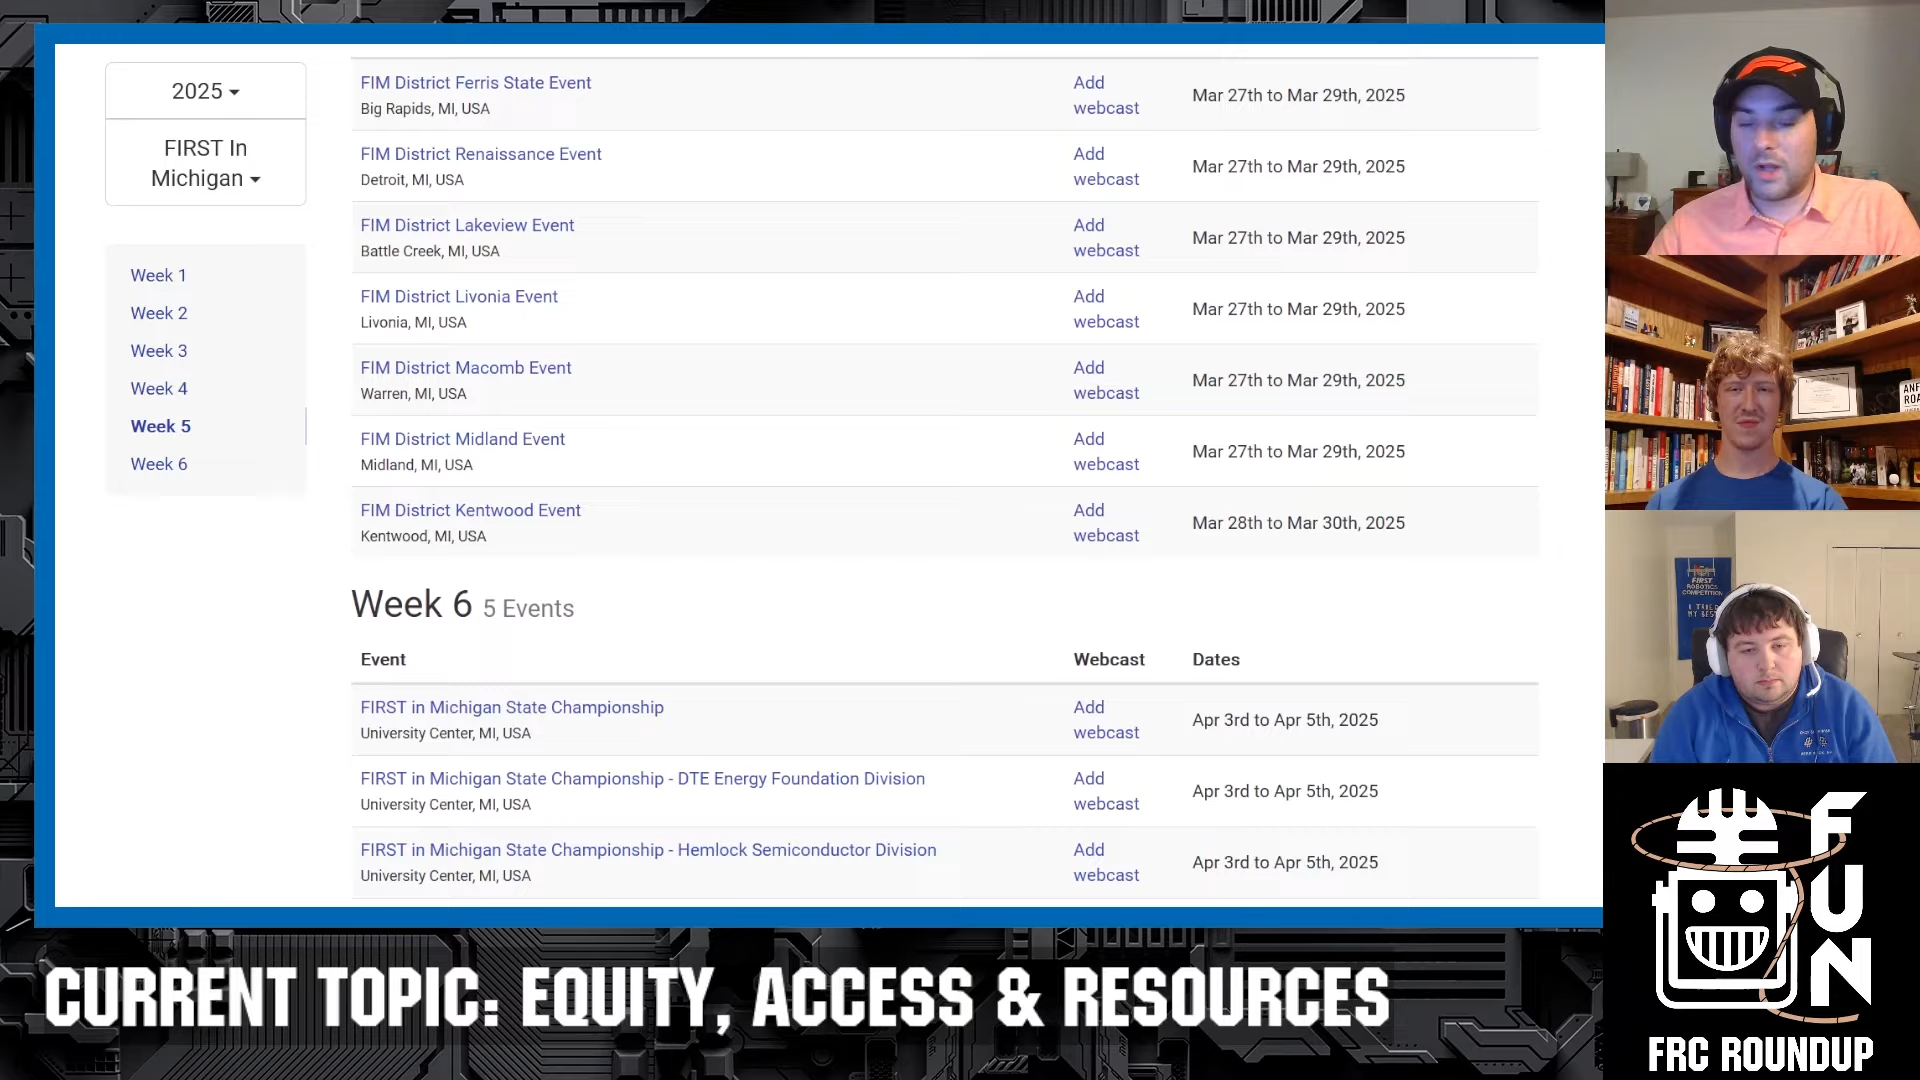 2025
FIRST In
Michigan
Week 1
Week 2
Week 3
Week 4
Week 5
Week 6
FIM District Ferris State Event
Big Rapids, MI, USA
Add
webcast
Mar 27th to Mar 29th, 2025
FIM District Renaissance Event
Detroit, MI, USA
Add
webcast
Mar 27th to Mar 29th, 2025
FIM District Lakeview Event
Battle Creek, MI, USA
Add
webcast
Mar 27th to Mar 29th, 2025
FIM District Livonia Event
Livonia, MI, USA
Add
webcast
Mar 27th to Mar 29th, 2025
FIM District Macomb Event
Warren, MI, USA
Add
webcast
Mar 27th to Mar 29th, 2025
FIM District Midland Event
Midland, MI, USA
Add
webcast
Mar 27th to Mar 29th, 2025
FIM District Kentwood Event
Kentwood, MI, USA
Add
webcast
Mar 28th to Mar 30th, 2025
Week 6 5 Events
Event Webcast Dates
FIRST in Michigan State Championship
University Center, MI, USA
Add
webcast
Apr 3rd to Apr 5th, 2025
FIRST in Michigan State Championship - DTE Energy Foundation Division
University Center, MI, USA
Add
webcast
Apr 3rd to Apr 5th, 2025
FIRST in Michigan State Championship - Hemlock Semiconductor Division
University Center, MI, USA
Add
webcast
Apr 3rd to Apr 5th, 2025
FIRST
ROBOTICS
COMPETITION
CURRENT TOPIC: EQUITY, ACCESS & RESOURCES
FUN
FRC ROUNDUP